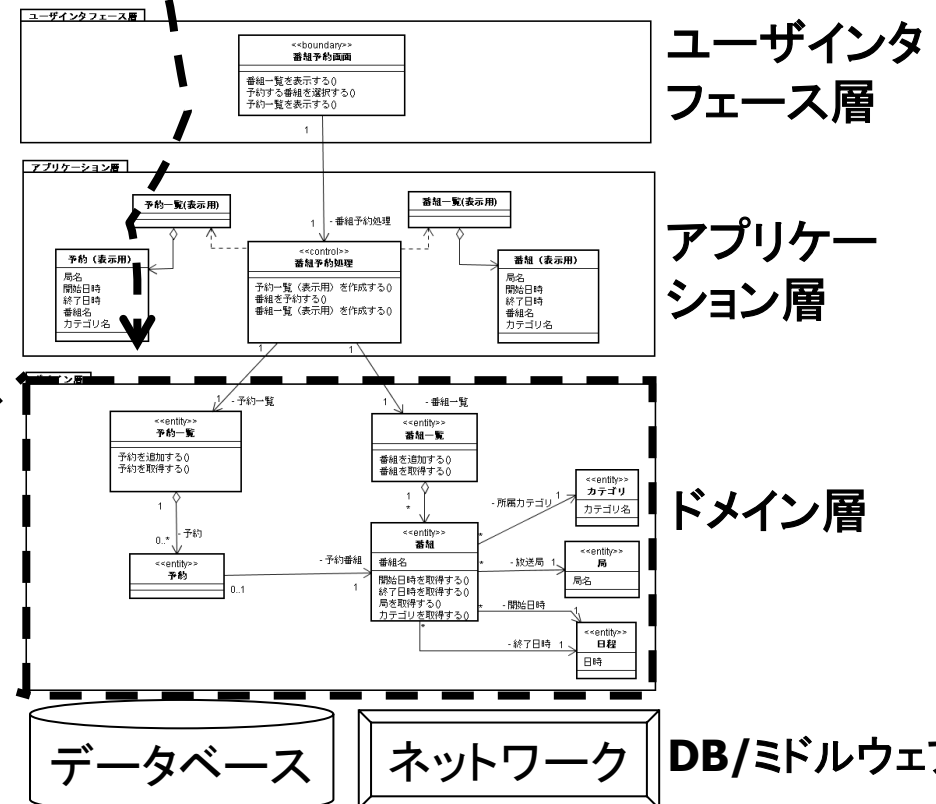 ユーザインタフェース層
ユーザインタ
フェース層
<<boundary>>
番組予約画面
番組一覧を表示する()
予約する番組を選択する()
予約一覧を表示する()
1
1
- 番組予約処理
アプリケーション層
アプリケー
ション層
予約一覧(表示用)
番組一覧(表示用)
予約（表示用）
局名
開始日時
終了日時
番組名
カテゴリ名
<<control>>
番組予約処理
予約一覧（表示用）を作成する()
番組を予約する()
番組一覧（表示用）を作成する()
番組（表示用）
局名
開始日時
終了日時
番組名
カテゴリ名
1
1
1
- 予約一覧
1
- 番組一覧
ドメイン層
<<entity>>
予約一覧
予約を追加する()
予約を取得する()
<<entity>>
番組一覧
番組を追加する()
番組を取得する()
1
0..*
- 予約
1
*
<<entity>>
予約
0..1
- 予約番組
1
<<entity>>
番組
番組名
開始日時を取得する()
終了日時を取得する()
局を取得する()
カテゴリを取得する()
*
- 所属カテゴリ
1
<<entity>>
カテゴリ
カテゴリ名
*
- 放送局
1
<<entity>>
局
局名
*
- 開始日時
1
*
- 終了日時
1
<<entity>>
日程
日時
データベース
ネットワーク
DB/ミドルウェア